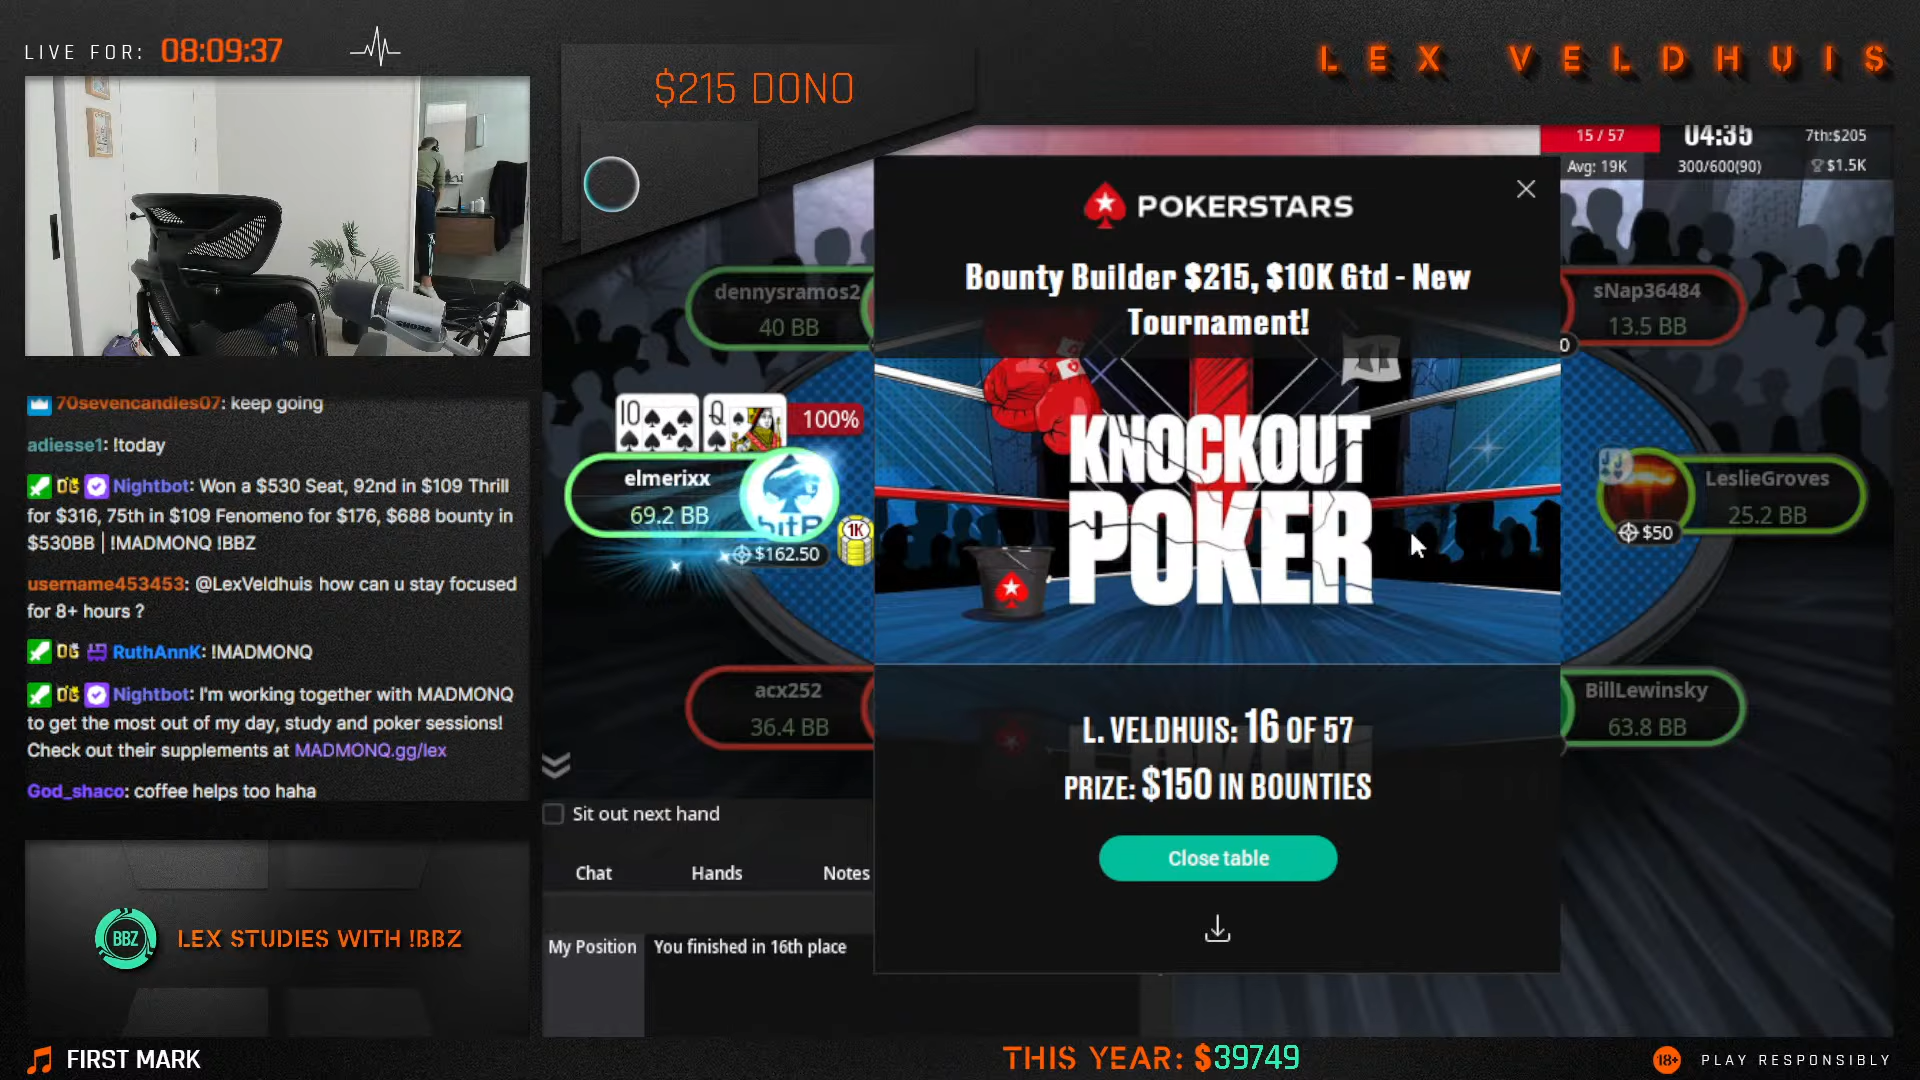 LIVE FOR: 08:09:37
$215 DONO
LEX VELDHUIS
15 / 57
04:35
7th:$205
Avg: 19K
300/600(90)
$1.5K
POKERSTARS
Bounty Builder $215, $10K Gtd - New
Tournament!
dennysramos2
40 BB
sNap36484
13.5 BB
10
Q
100%
elmerixx
69.2 BB
$162.50
1K
KNOCKOUT
POKER
LeslieGroves
25.2 BB
$50
acx252
36.4 BB
BillLewinsky
63.8 BB
L. VELDHUIS: 16 OF 57
PRIZE: $150 IN BOUNTIES
Close table
Sit out next hand
Chat
Hands
Notes
My Position
You finished in 16th place
SHURE
70sevencandles07: keep going
adiesse1: !today
Nightbot: Won a $530 Seat, 92nd in $109 Thrill
for $316, 75th in $109 Fenomeno for $176, $688 bounty in
$530BB | !MADMONQ !BBZ
username453453: @LexVeldhuis how can u stay focused
for 8+ hours ?
RuthAnnK: !MADMONQ
Nightbot: I'm working together with MADMONQ
to get the most out of my day, study and poker sessions!
Check out their supplements at MADMONQ.gg/lex
God_shaco: coffee helps too haha
BBZ
LEX STUDIES WITH !BBZ
FIRST MARK
THIS YEAR: $39749
18+
PLAY RESPONSIBLY